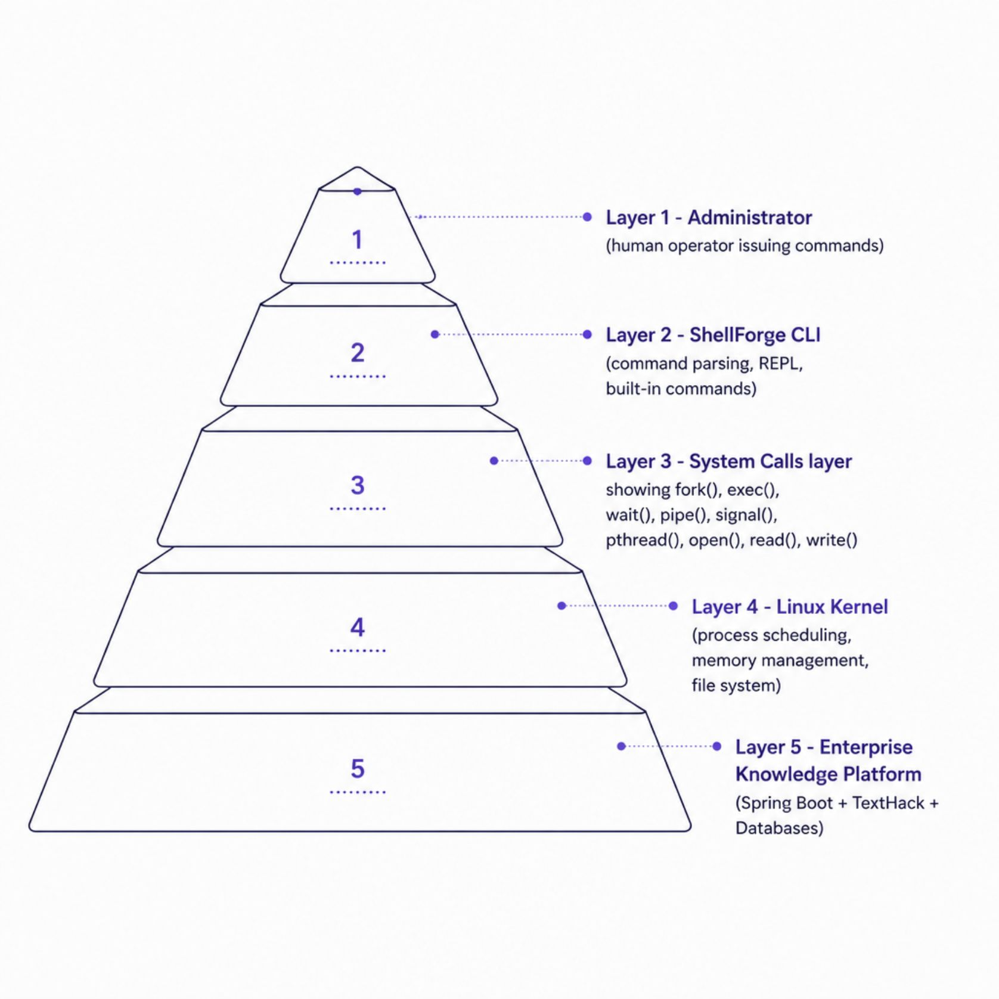 1
Layer 1 - Administrator
(human operator issuing commands)
2
Layer 2 - ShellForge CLI
(command parsing, REPL,
built-in commands)
3
Layer 3 - System Calls layer
showing fork(), exec(),
wait(), pipe(), signal(),
pthread(), open(), read(), write()
4
Layer 4 - Linux Kernel
(process scheduling,
memory management,
file system)
5
Layer 5 - Enterprise
Knowledge Platform
(Spring Boot + TextHack +
Databases)